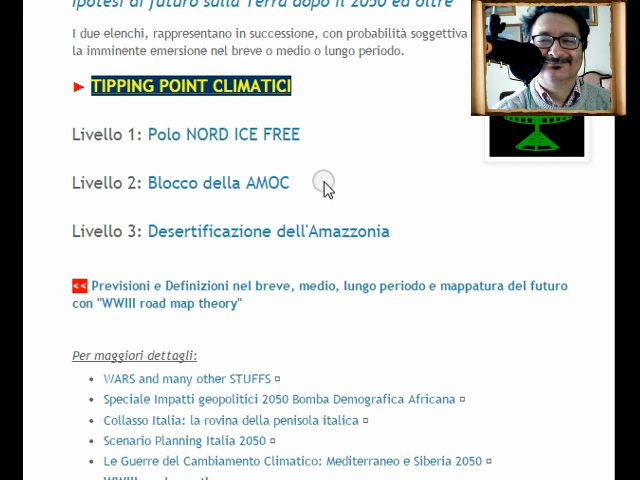 Ipotesi di futuro sulla Terra dopo il 2050 ed oltre
I due elenchi, rappresentano in successione, con probabilità soggettiva
la imminente emersione nel breve o medio o lungo periodo.
► TIPPING POINT CLIMATICI
Livello 1: Polo NORD ICE FREE
Livello 2: Blocco della AMOC
Livello 3: Desertificazione dell'Amazzonia
<< Previsioni e Definizioni nel breve, medio, lungo periodo e mappatura del futuro
con "WWIII road map theory"
Per maggiori dettagli:
• WARS and many other STUFFS
• Speciale Impatti geopolitici 2050 Bomba Demografica Africana
• Collasso Italia: la rovina della penisola italica
• Scenario Planning Italia 2050
• Le Guerre del Cambiamento Climatico: Mediterraneo e Siberia 2050